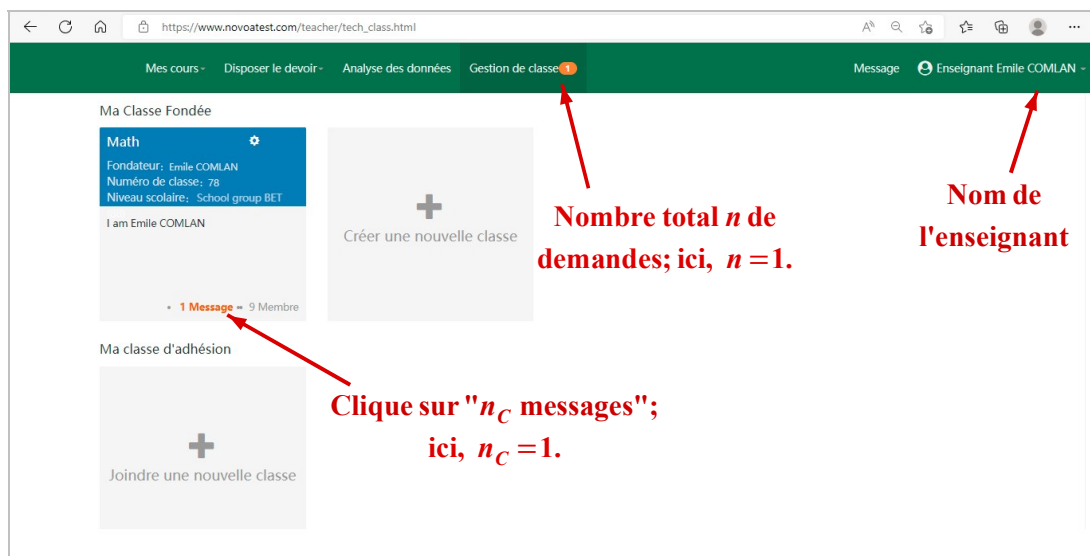 https://www.novoatest.com/teacher/tech_class.html
Mes cours Disposer le devoir Analyse des données Gestion de classe 1 Message Enseignant Emile COMLAN
Ma Classe Fondée
Math
Fondateur: Emile COMLAN
Numéro de classe: 78
Niveau scolaire: School group BET
I am Emile COMLAN
1 Message 9 Membre
Créer une nouvelle classe
Nombre total n de
demandes; ici, n = 1.
Nom de
l'enseignant
Ma classe d'adhésion
Joindre une nouvelle classe
Clique sur "n_C messages";
ici, n_C = 1.